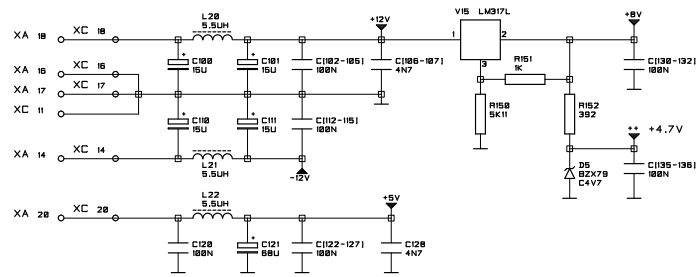 L20
5.5UH
+12V
V15 LM317L
+8V
XA 18 XC 18
1
2
3
XA 16 XC 16
XA 17 XC 17
XC 11
C100
15U
C101
15U
C[102-105]
100N
C[106-107]
4N7
R151
1K
C[130-132]
100N
C110
15U
C111
15U
C[112-115]
100N
R150
5K11
R152
392
++ +4.7V
XA 14 XC 14
L21
5.5UH
-12V
D5
BZX79
C4V7
C[135-136]
100N
L22
5.5UH
+5V
XA 20 XC 20
C120
100N
C121
68U
C[122-127]
100N
C128
4N7